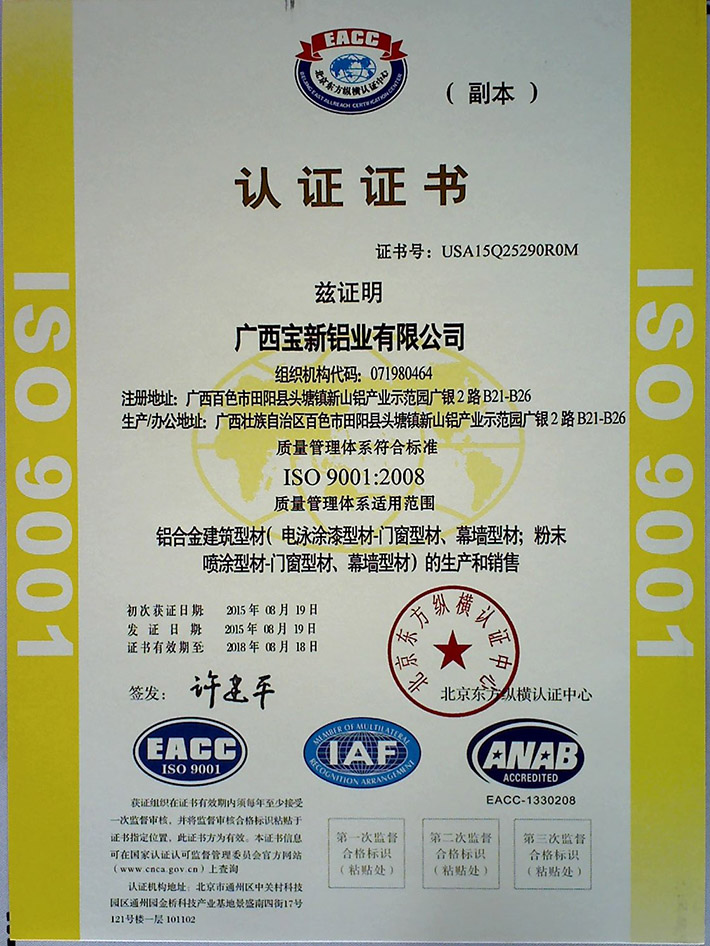 EACC
北京东方纵横认证中心
BEIJING EAST ALLREACH CERTIFICATION CENTER
（副本）
认证证书
证书号：USA15Q25290R0M
兹证明
广西宝新铝业有限公司
组织机构代码：071980464
注册地址：广西百色市田阳县头塘镇新山铝产业示范园广银2路B21-B26
生产/办公地址：广西壮族自治区百色市田阳县头塘镇新山铝产业示范园广银2路B21-B26
质量管理体系符合标准
ISO 9001:2008
质量管理体系适用范围
铝合金建筑型材（电泳涂漆型材-门窗型材、幕墙型材；粉末
喷涂型材-门窗型材、幕墙型材）的生产和销售
初次获证日期: 2015年08月19日
发证日期: 2015年08月19日
证书有效期至: 2018年08月18日
北京东方纵横认证中心
签发：许建平
北京东方纵横认证中心
EACC
ISO 9001
MEMBER OF MULTILATERAL
IAF
RECOGNITION ARRANGEMENT
ANAB
ACCREDITED
EACC-1330208
获证组织在证书有效期内须每年至少接受
一次监督审核，并将监督审核合格标识粘贴于
证书指定位置，此证书方为有效。本证书信息
可在国家认证认可监督管理委员会官方网站
（www.cnca.gov.cn）上查询
认证机构地址：北京市通州区中关村科技
园区通州园金桥科技产业基地景盛南四街17号
121号楼一层101102
第一次监督
合格标识
（粘贴处）
第二次监督
合格标识
（粘贴处）
第三次监督
合格标识
（粘贴处）
ISO 9001
ISO 9001